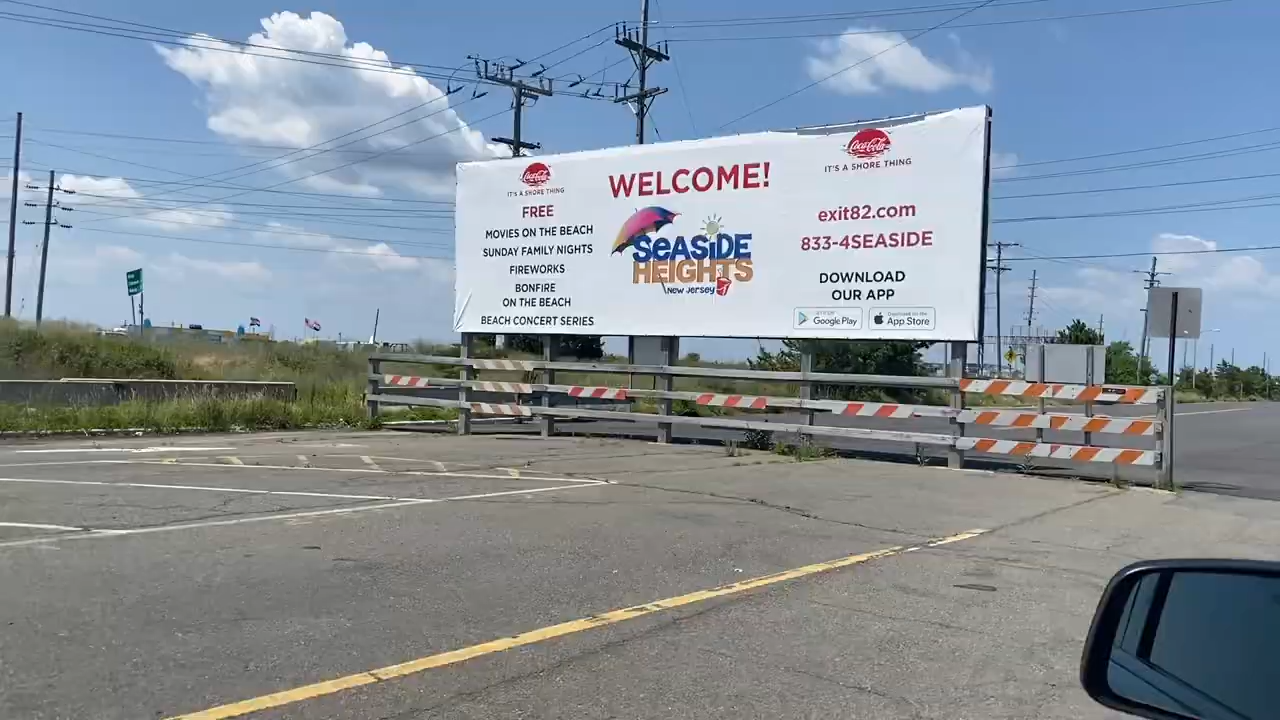 Coca-Cola
IT'S A SHORE THING
FREE
MOVIES ON THE BEACH
SUNDAY FAMILY NIGHTS
FIREWORKS
BONFIRE
ON THE BEACH
BEACH CONCERT SERIES
WELCOME!
SEASIDE
HEIGHTS
New Jersey
Coca-Cola
IT'S A SHORE THING
exit82.com
833-4SEASIDE
DOWNLOAD
OUR APP
Google Play
App Store